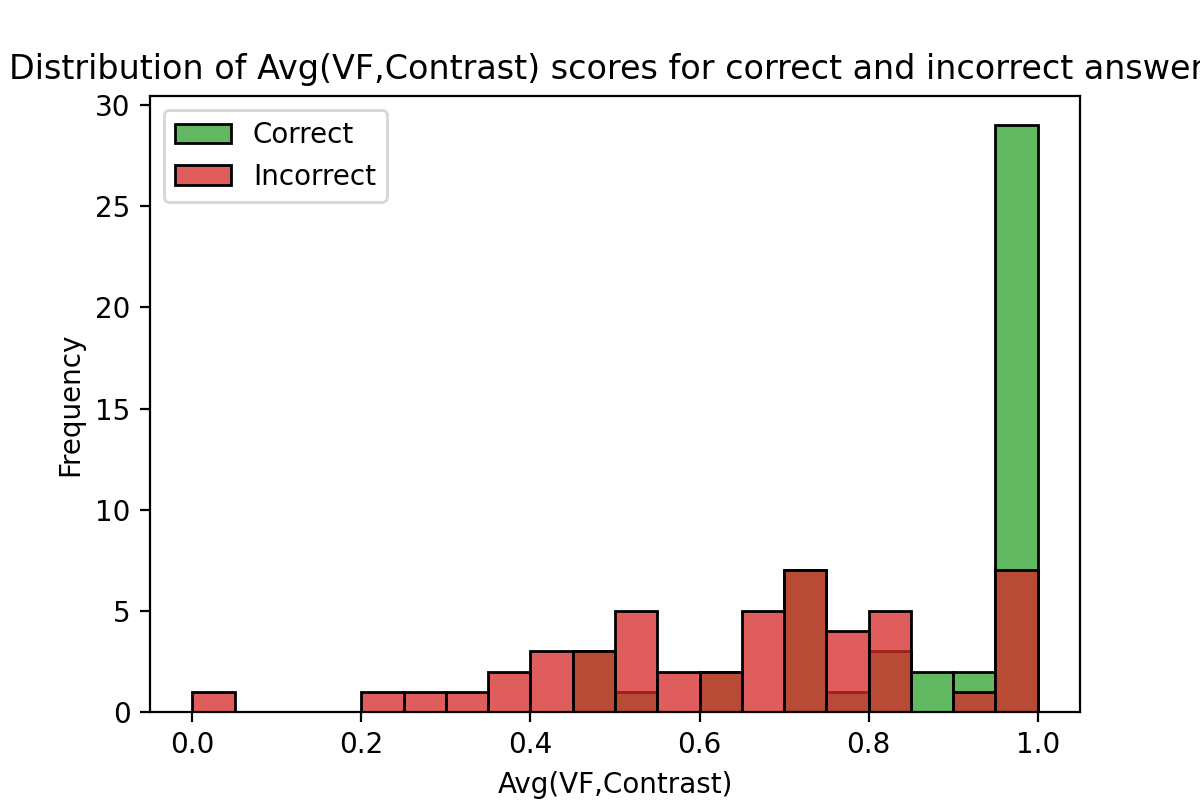 Distribution of Avg(VF,Contrast) scores for correct and incorrect answer
Correct
Incorrect
30
25
20
15
10
5
0
Frequency
0.0 0.2 0.4 0.6 0.8 1.0
Avg(VF,Contrast)